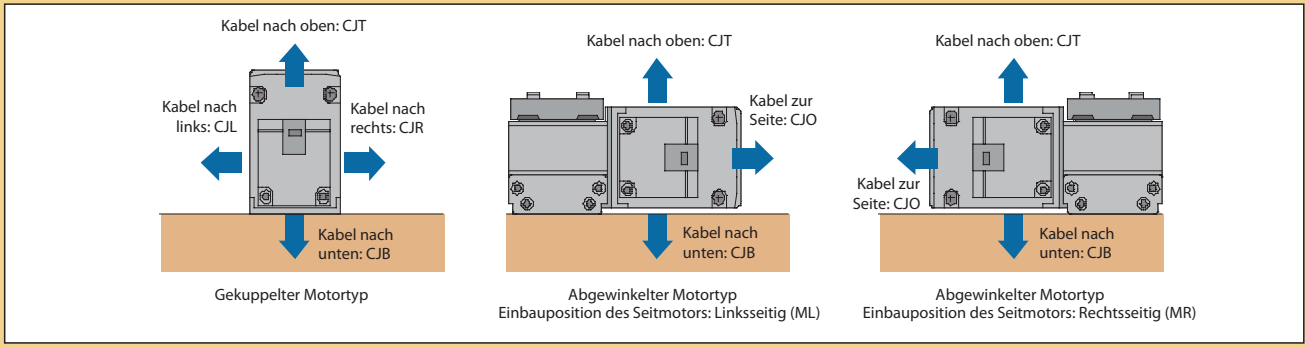 Kabel nach oben: CJT
Kabel nach
links: CJL
Kabel nach
rechts: CJR
Kabel nach
unten: CJB
Gekuppelter Motortyp
Kabel nach oben: CJT
Kabel zur
Seite: CJO
Kabel nach
unten: CJB
Abgewinkelter Motortyp
Einbauposition des Seitmotors: Linksseitig (ML)
Kabel nach oben: CJT
Kabel zur
Seite: CJO
Kabel nach
unten: CJB
Abgewinkelter Motortyp
Einbauposition des Seitmotors: Rechtsseitig (MR)